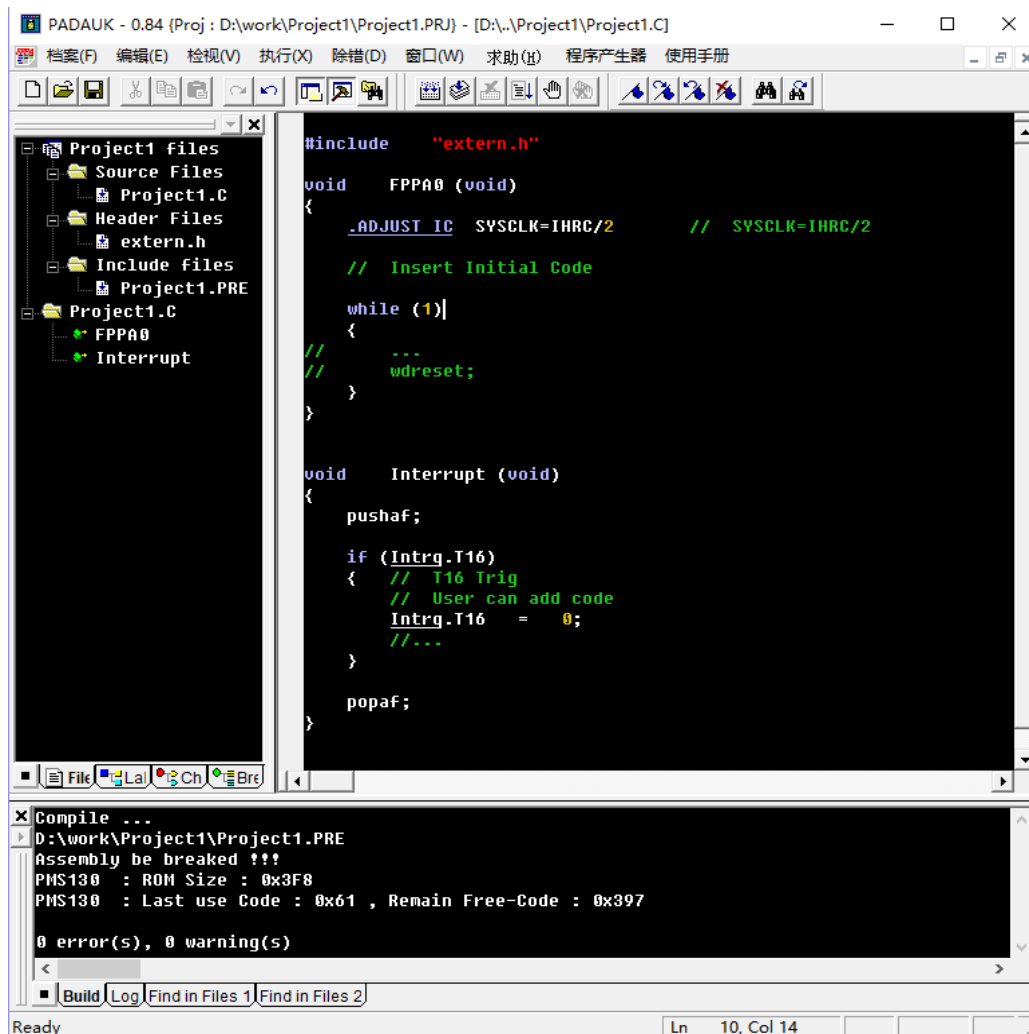 PADAUK - 0.84 {Proj : D:\work\Project1\Project1.PRJ} - [D:\..\Project1\Project1.C]
档案(F) 编辑(E) 检视(V) 执行(X) 除错(D) 窗口(W) 求助(H) 程序产生器 使用手册
Project1 files
Source Files
Project1.C
Header Files
extern.h
Include files
Project1.PRE
Project1.C
FPPA0
Interrupt
File Lal Ch Bre
#include "extern.h"
void FPPA0 (void)
{
.ADJUST_IC SYSCLK=IHRC/2 // SYSCLK=IHRC/2
// Insert Initial Code
while (1)
{
// ...
// wdreset;
}
}
void Interrupt (void)
{
pushaf;
if (Intrq.T16)
{ // T16 Trig
// User can add code
Intrq.T16 = 0;
//...
}
popaf;
}
Compile ...
D:\work\Project1\Project1.PRE
Assembly be breaked !!!
PMS130 : ROM Size : 0x3F8
PMS130 : Last use Code : 0x61 , Remain Free-Code : 0x397
0 error(s), 0 warning(s)
Build Log Find in Files 1 Find in Files 2
Ready Ln 10, Col 14